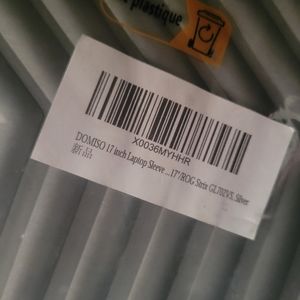 plastique
X0036MYHHR
DOMISO 17 inch Laptop Sleeve ...17"/ROG Strix GL702VS, Silver
新品